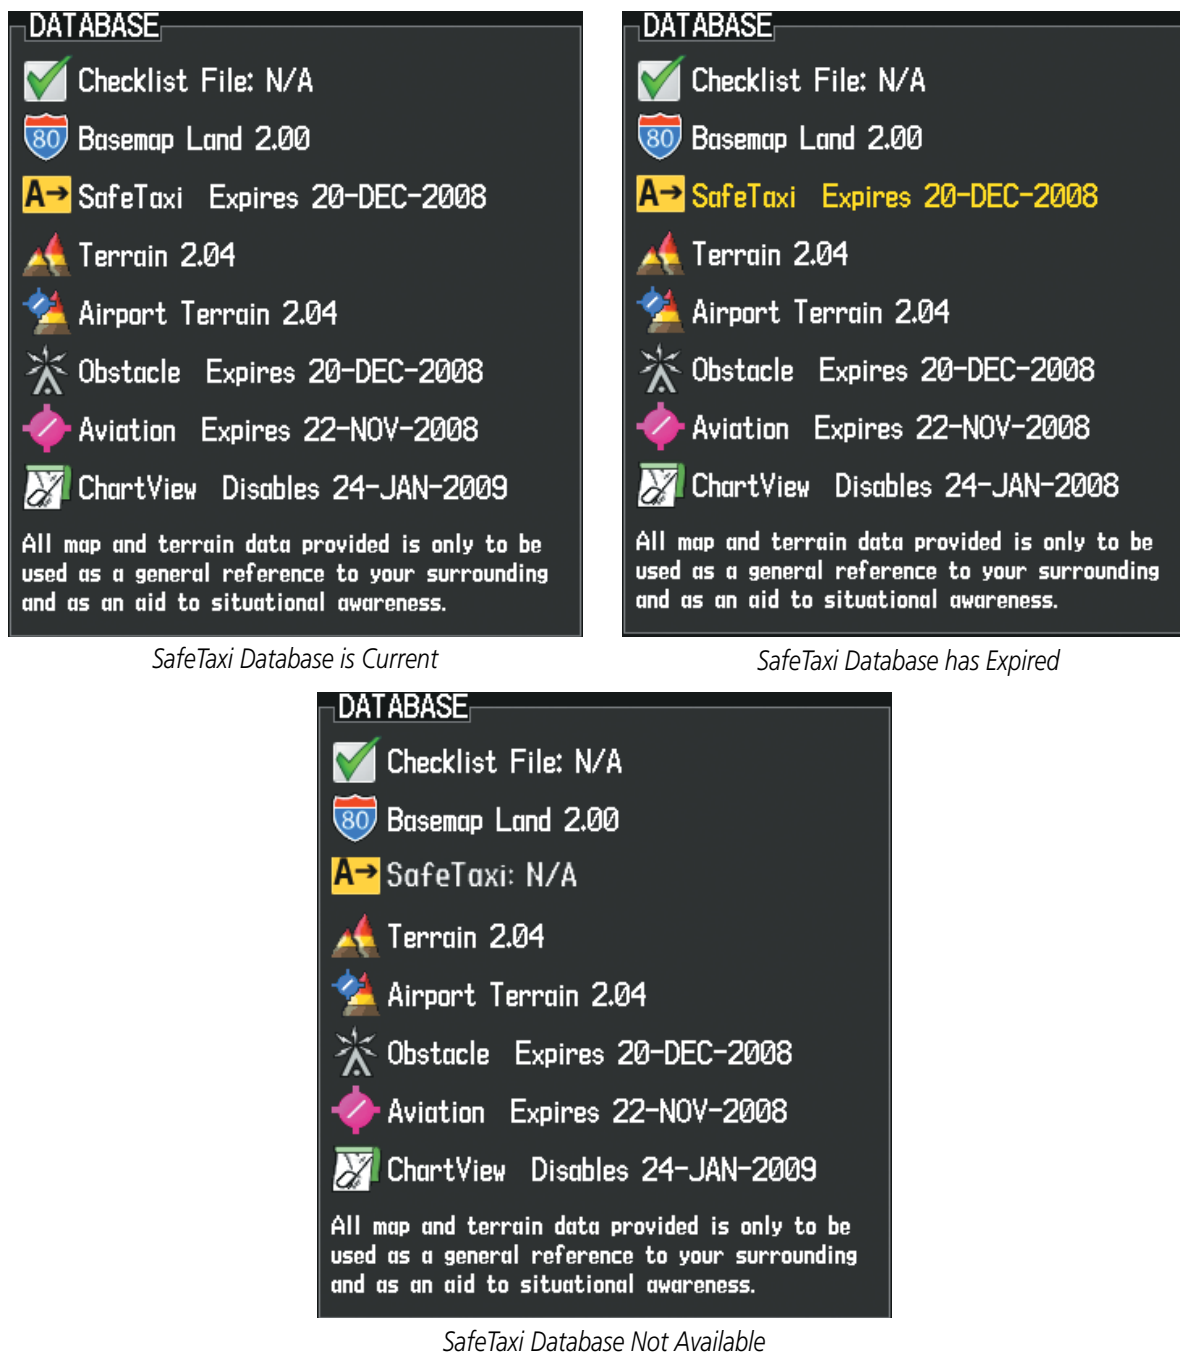 DATABASE
Checklist File: N/A
80
Basemap Land 2.00
A→
SafeTaxi Expires 20-DEC-2008
Terrain 2.04
Airport Terrain 2.04
Obstacle Expires 20-DEC-2008
Aviation Expires 22-NOV-2008
ChartView Disables 24-JAN-2009
All map and terrain data provided is only to be
used as a general reference to your surrounding
and as an aid to situational awareness.
SafeTaxi Database is Current
DATABASE
Checklist File: N/A
80
Basemap Land 2.00
A→
SafeTaxi Expires 20-DEC-2008
Terrain 2.04
Airport Terrain 2.04
Obstacle Expires 20-DEC-2008
Aviation Expires 22-NOV-2008
ChartView Disables 24-JAN-2008
All map and terrain data provided is only to be
used as a general reference to your surrounding
and as an aid to situational awareness.
SafeTaxi Database has Expired
DATABASE
Checklist File: N/A
80
Basemap Land 2.00
A→
SafeTaxi: N/A
Terrain 2.04
Airport Terrain 2.04
Obstacle Expires 20-DEC-2008
Aviation Expires 22-NOV-2008
ChartView Disables 24-JAN-2009
All map and terrain data provided is only to be
used as a general reference to your surrounding
and as an aid to situational awareness.
SafeTaxi Database Not Available